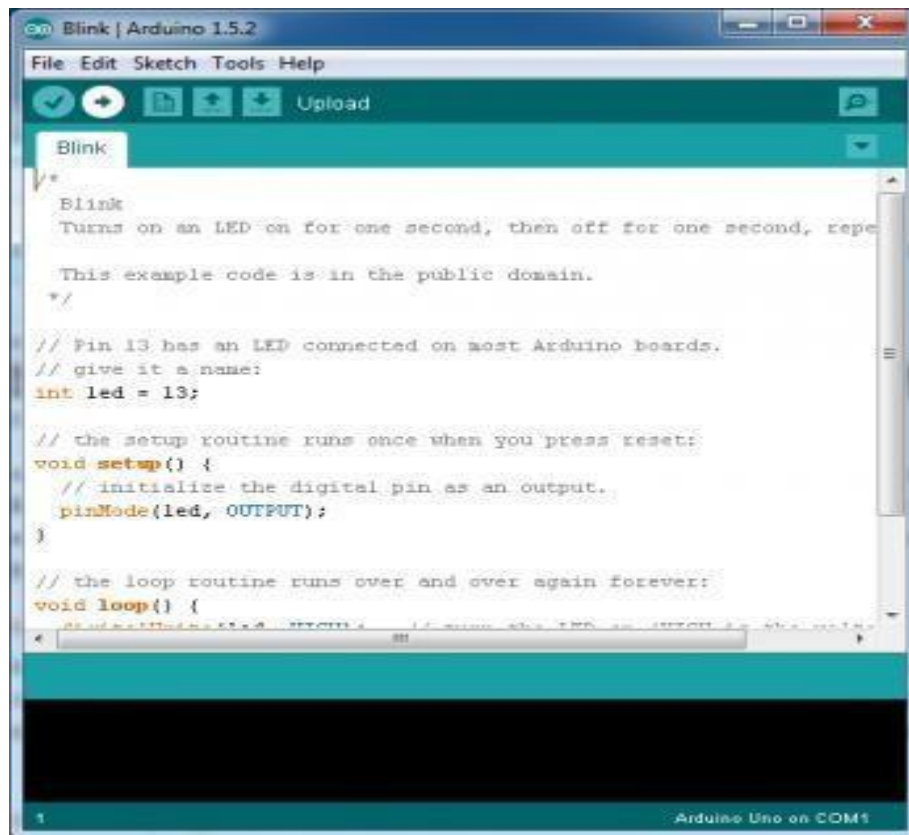 Blink | Arduino 1.5.2
File Edit Sketch Tools Help
Upload
Blink
/*
Blink
Turns on an LED on for one second, then off for one second, repe
This example code is in the public domain.
*/
// Pin 13 has an LED connected on most Arduino boards.
// give it a name:
int led = 13;
// the setup routine runs once when you press reset:
void setup() {
// initialize the digital pin as an output.
pinMode(led, OUTPUT);
}
// the loop routine runs over and over again forever:
void loop() {
1
Arduino Uno on COM1